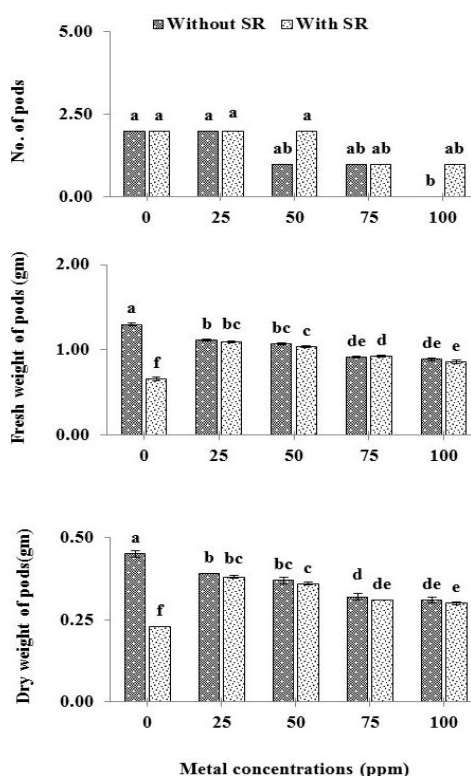 Without SR With SR
No. of pods
5.00
2.50
0.00
a a a a ab a ab ab b ab
0 25 50 75 100
Fresh weight of pods (gm)
2.00
1.00
0.00
a f b bc bc c de d de e
0 25 50 75 100
Dry weight of pods(gm)
0.50
0.25
0.00
a f b bc bc c d de de e
0 25 50 75 100
Metal concentrations (ppm)